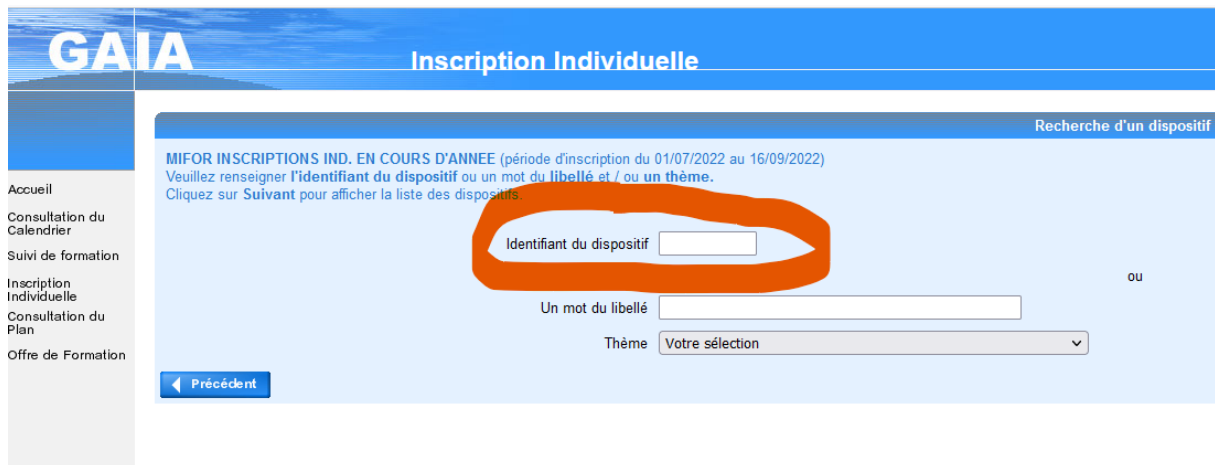 GAIA
Inscription Individuelle
Recherche d'un dispositif
MIFOR INSCRIPTIONS IND. EN COURS D'ANNEE (période d'inscription du 01/07/2022 au 16/09/2022)
Veuillez renseigner l'identifiant du dispositif ou un mot du libellé et / ou un thème.
Cliquez sur Suivant pour afficher la liste des dispositifs.
Accueil
Consultation du
Calendrier
Suivi de formation
Inscription
Individuelle
Consultation du
Plan
Offre de Formation
Identifiant du dispositif
ou
Un mot du libellé
Thème Votre sélection
Précédent